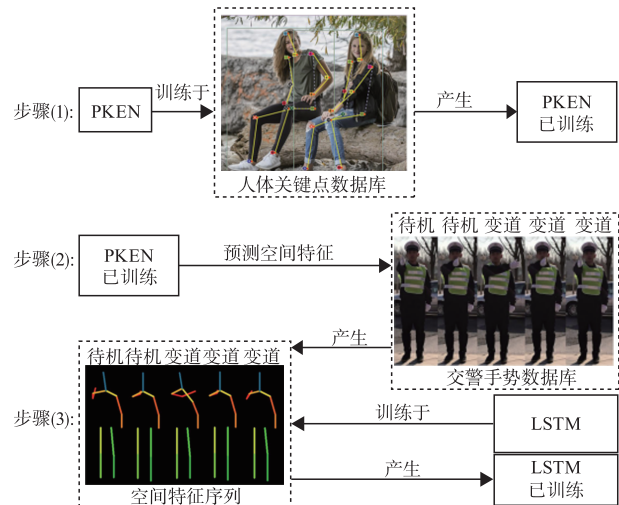 步骤(1):
PKEN
训练于
人体关键点数据库
产生
PKEN
已训练
步骤(2):
PKEN
已训练
预测空间特征
待机 待机 变道 变道 变道
交警手势数据库
产生
步骤(3):
待机 待机 变道 变道 变道
空间特征序列
训练于
LSTM
产生
LSTM
已训练